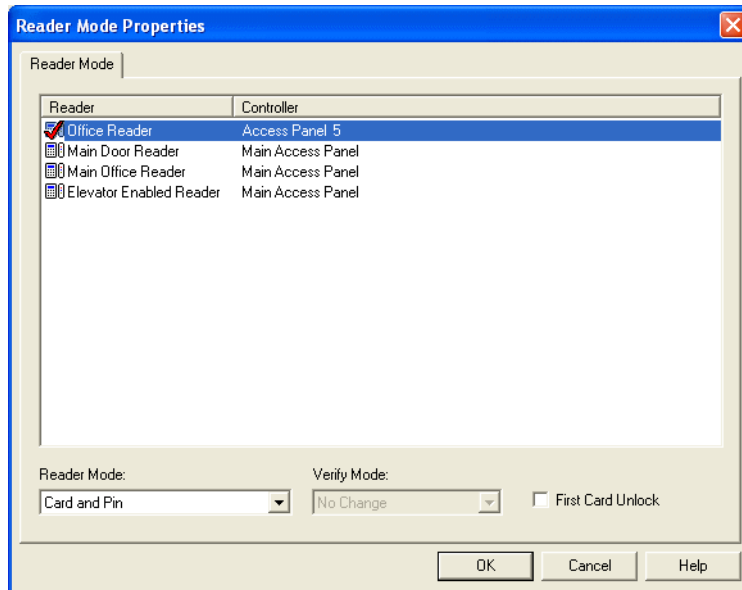 Reader Mode Properties
Reader Mode
Reader Controller
Office Reader Access Panel 5
Main Door Reader Main Access Panel
Main Office Reader Main Access Panel
Elevator Enabled Reader Main Access Panel
Reader Mode: Verify Mode:
Card and Pin No Change First Card Unlock
OK Cancel Help